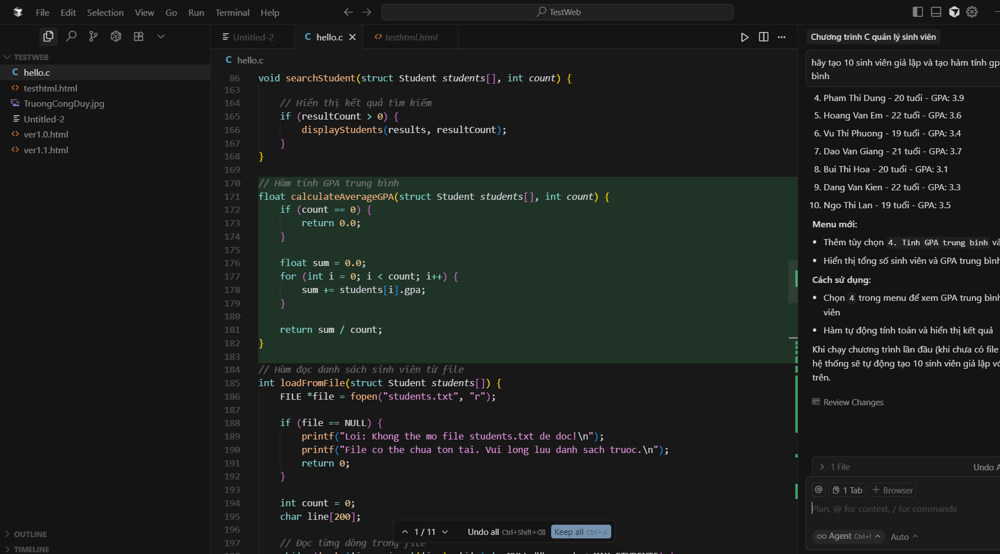 File Edit Selection View Go Run Terminal Help
TestWeb
TESTWEB
hello.c
testhtml.html
TruongCongDuy.jpg
Untitled-2
ver1.0.html
ver1.1.html
OUTLINE
TIMELINE
Untitled-2
C hello.c
testhtml.html
C hello.c
86 void searchStudent(struct Student students[], int count) {
163
164 // Hiển thị kết quả tìm kiếm
165 if (resultCount > 0) {
166 displayStudents(results, resultCount);
167 }
168 }
169
170 // Hàm tính GPA trung bình
171 float calculateAverageGPA(struct Student students[], int count) {
172 if (count == 0) {
173 return 0.0;
174 }
175
176 float sum = 0.0;
177 for (int i = 0; i < count; i++) {
178 sum += students[i].gpa;
179 }
180
181 return sum / count;
182 }
183
184 // Hàm đọc danh sách sinh viên từ file
185 int loadFromFile(struct Student students[]) {
186 FILE *file = fopen("students.txt", "r");
187
188 if (file == NULL) {
189 printf("Loi: Khong the mo file students.txt de doc!\n");
190 printf("File co the chua ton tai. Vui long luu danh sach truoc.\n");
191 return 0;
192 }
193
194 int count = 0;
195 char line[200];
196
197 // Đọc từng dòng trong file
1 / 11 Undo all Ctrl+Shift+⌫ Keep all Ctrl+⏎
Chương trình C quản lý sinh viên
hãy tạo 10 sinh viên giả lập và tạo hàm tính gp
bình
4. Pham Thi Dung - 20 tuổi - GPA: 3.9
5. Hoang Van Em - 22 tuổi - GPA: 3.6
6. Vu Thi Phuong - 19 tuổi - GPA: 3.4
7. Dao Van Giang - 21 tuổi - GPA: 3.7
8. Bui Thi Hoa - 20 tuổi - GPA: 3.1
9. Dang Van Kien - 22 tuổi - GPA: 3.3
10. Ngo Thi Lan - 19 tuổi - GPA: 3.5
Menu mới:
• Thêm tùy chọn 4. Tinh GPA trung binh và
• Hiển thị tổng số sinh viên và GPA trung bình
Cách sử dụng:
• Chọn 4 trong menu để xem GPA trung bình
viên
• Hàm tự động tính toán và hiển thị kết quả
Khi chạy chương trình lần đầu (khi chưa có file
hệ thống sẽ tự động tạo 10 sinh viên giả lập vớ
trên.
Review Changes
1 File Undo A
@ 1 Tab + Browser
Plan, @ for context, / for commands
Agent Ctrl+I Auto